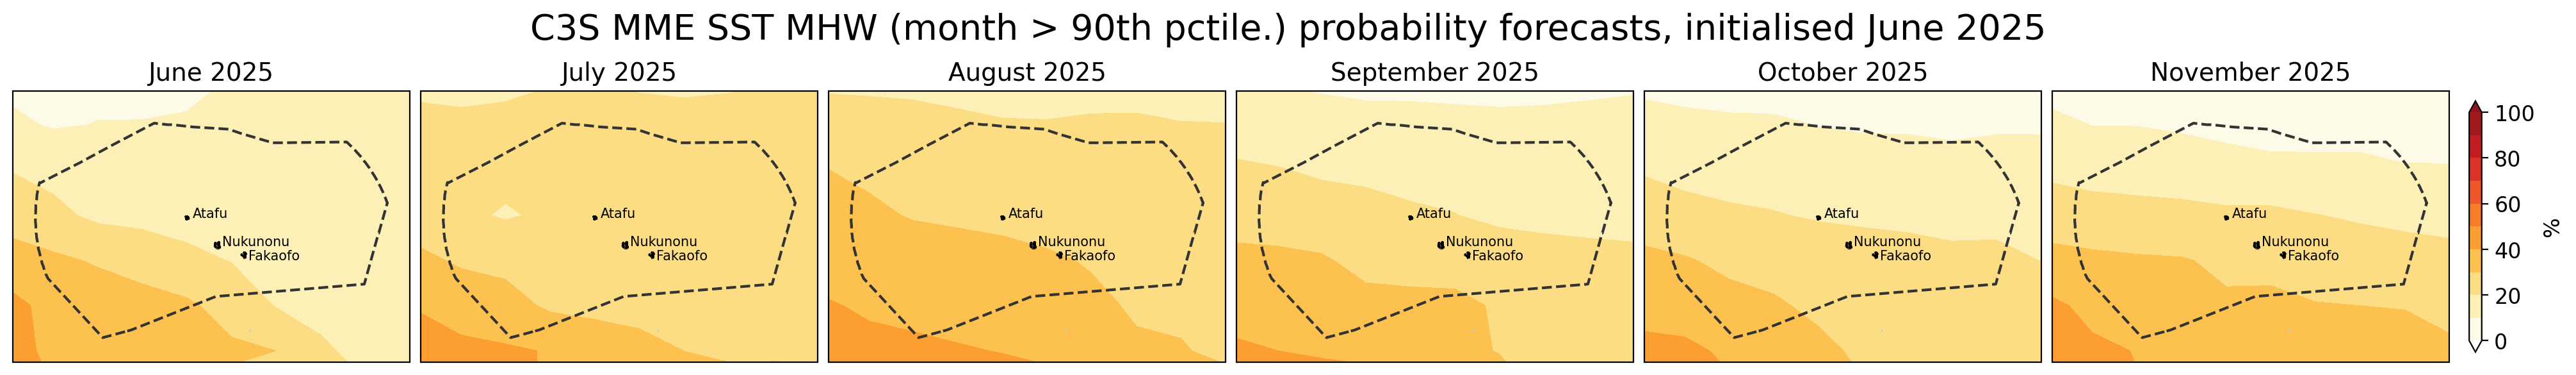 C3S MME SST MHW (month > 90th pctile.) probability forecasts, initialised June 2025
June 2025
Atafu
Nukunonu
Fakaofo
July 2025
Atafu
Nukunonu
Fakaofo
August 2025
Atafu
Nukunonu
Fakaofo
September 2025
Atafu
Nukunonu
Fakaofo
October 2025
Atafu
Nukunonu
Fakaofo
November 2025
Atafu
Nukunonu
Fakaofo
100
80
60
40
20
0
%